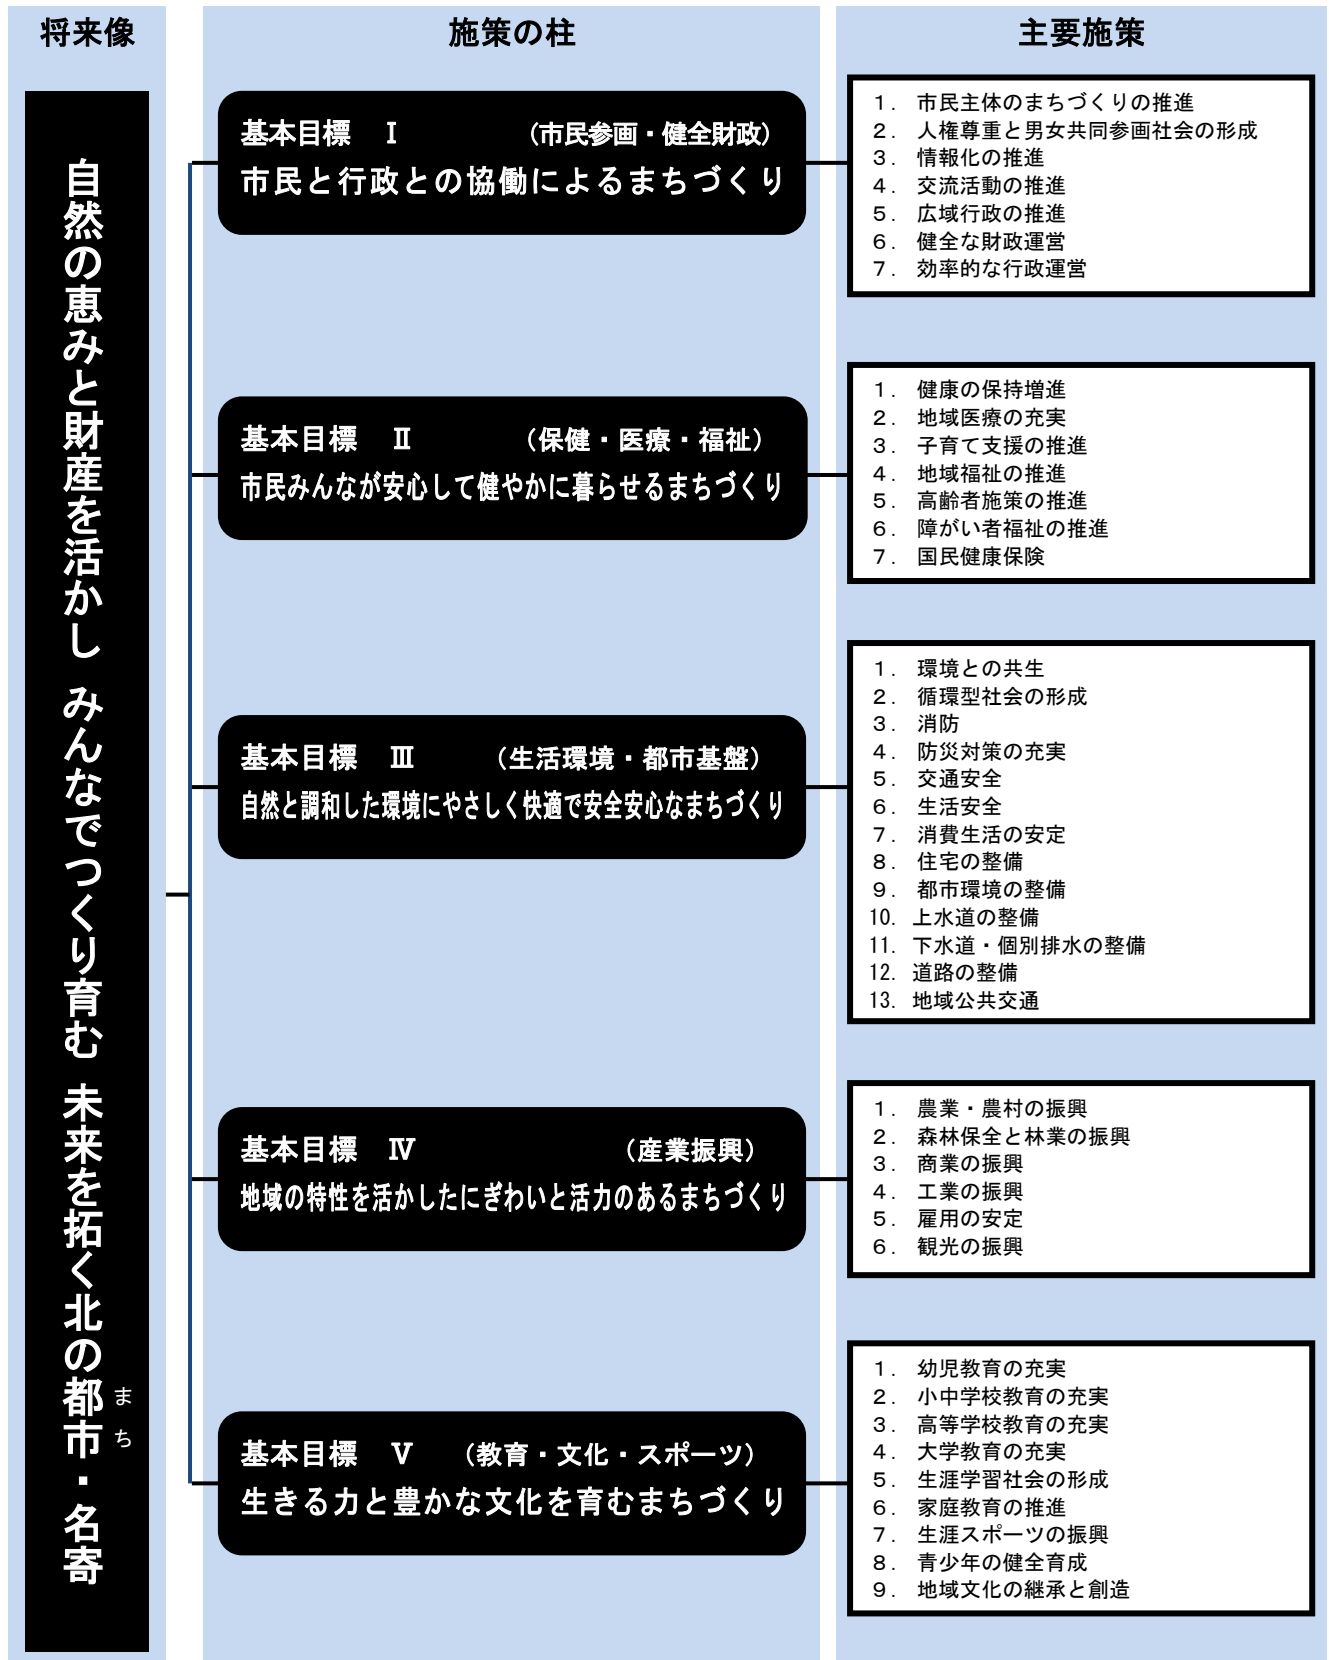 将来像
自然の恵みと財産を活かし みんなでつくり育む 未来を拓く北の都市・名寄
まち
施策の柱
基本目標 Ⅰ （市民参画・健全財政）
市民と行政との協働によるまちづくり
基本目標 Ⅱ （保健・医療・福祉）
市民みんなが安心して健やかに暮らせるまちづくり
基本目標 Ⅲ （生活環境・都市基盤）
自然と調和した環境にやさしく快適で安全安心なまちづくり
基本目標 Ⅳ （産業振興）
地域の特性を活かしたにぎわいと活力のあるまちづくり
基本目標 Ⅴ （教育・文化・スポーツ）
生きる力と豊かな文化を育むまちづくり
主要施策
１. 市民主体のまちづくりの推進
２. 人権尊重と男女共同参画社会の形成
３. 情報化の推進
４. 交流活動の推進
５. 広域行政の推進
６. 健全な財政運営
７. 効率的な行政運営
１. 健康の保持増進
２. 地域医療の充実
３. 子育て支援の推進
４. 地域福祉の推進
５. 高齢者施策の推進
６. 障がい者福祉の推進
７. 国民健康保険
１. 環境との共生
２. 循環型社会の形成
３. 消防
４. 防災対策の充実
５. 交通安全
６. 生活安全
７. 消費生活の安定
８. 住宅の整備
９. 都市環境の整備
10. 上水道の整備
11. 下水道・個別排水の整備
12. 道路の整備
13. 地域公共交通
１. 農業・農村の振興
２. 森林保全と林業の振興
３. 商業の振興
４. 工業の振興
５. 雇用の安定
６. 観光の振興
１. 幼児教育の充実
２. 小中学校教育の充実
３. 高等学校教育の充実
４. 大学教育の充実
５. 生涯学習社会の形成
６. 家庭教育の推進
７. 生涯スポーツの振興
８. 青少年の健全育成
９. 地域文化の継承と創造